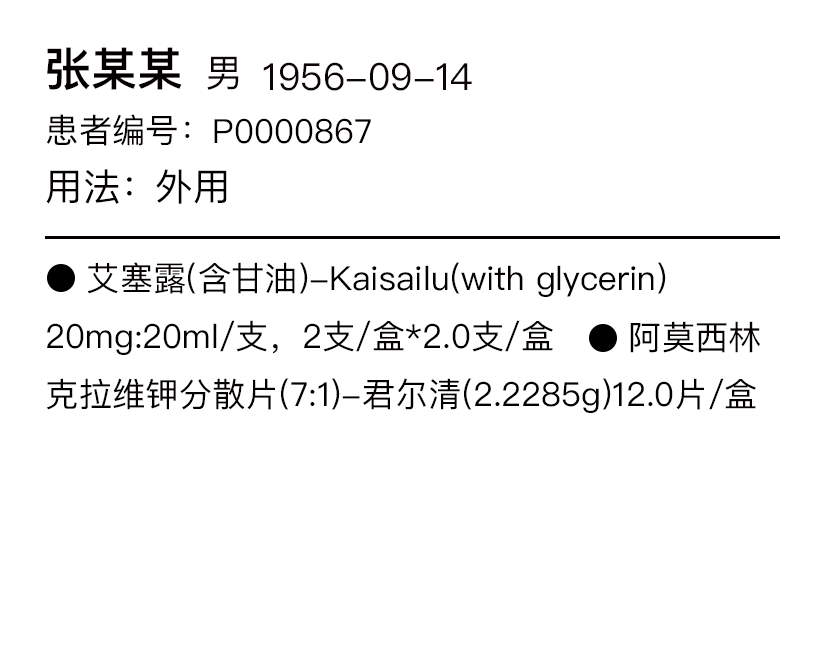 张某某 男 1956-09-14
患者编号：P0000867
用法：外用
● 艾塞露(含甘油)-Kaisailu(with glycerin)
20mg:20ml/支，2支/盒*2.0支/盒 ● 阿莫西林
克拉维钾分散片(7:1)-君尔清(2.2285g)12.0片/盒